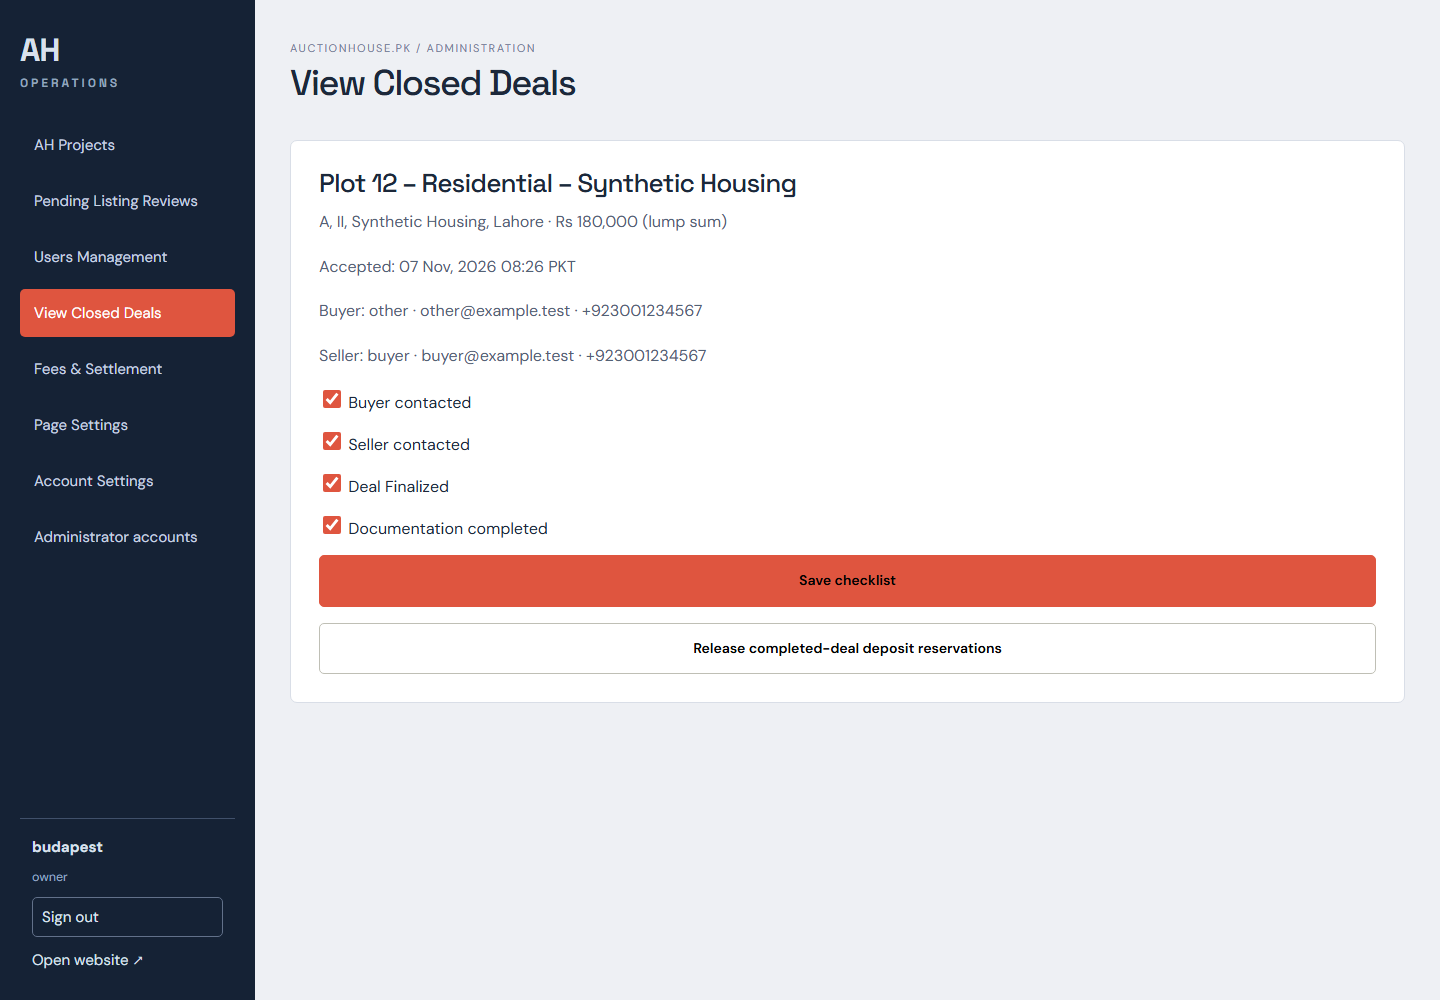 AH
OPERATIONS
AH Projects
Pending Listing Reviews
Users Management
View Closed Deals
Fees & Settlement
Page Settings
Account Settings
Administrator accounts
budapest
owner
Sign out
Open website ↗
AUCTIONHOUSE.PK / ADMINISTRATION
View Closed Deals
Plot 12 – Residential – Synthetic Housing
A, II, Synthetic Housing, Lahore · Rs 180,000 (lump sum)
Accepted: 07 Nov, 2026 08:26 PKT
Buyer: other · other@example.test · +923001234567
Seller: buyer · buyer@example.test · +923001234567
Buyer contacted
Seller contacted
Deal Finalized
Documentation completed
Save checklist
Release completed-deal deposit reservations